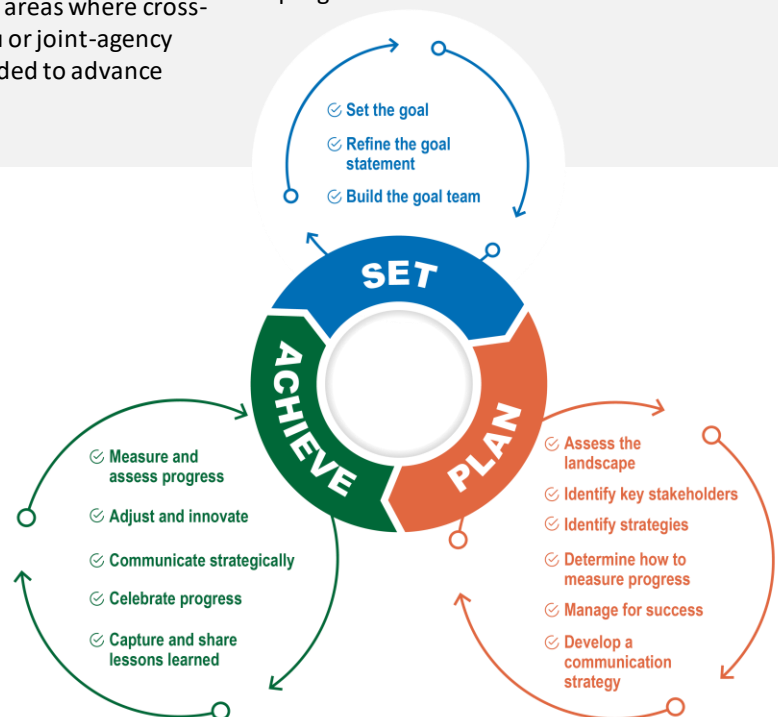 areas where cross-
or joint-agency
ded to advance
Set the goal
Refine the goal
statement
Build the goal team
SET
PLAN
ACHIEVE
Assess the
landscape
Identify key stakeholders
Identify strategies
Determine how to
measure progress
Manage for success
Develop a
communication
strategy
Measure and
assess progress
Adjust and innovate
Communicate strategically
Celebrate progress
Capture and share
lessons learned